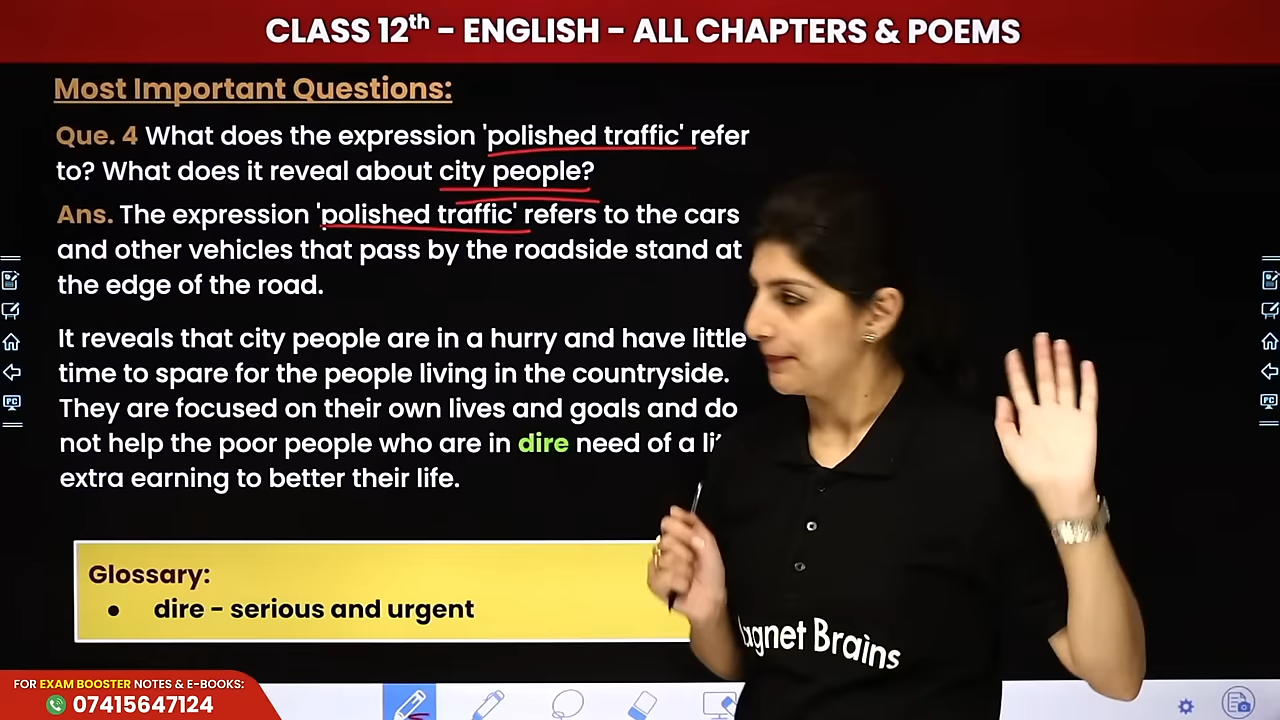 CLASS 12th - ENGLISH - ALL CHAPTERS & POEMS
Most Important Questions:
Que. 4 What does the expression 'polished traffic' refer
to? What does it reveal about city people?
Ans. The expression 'polished traffic' refers to the cars
and other vehicles that pass by the roadside stand at
the edge of the road.
It reveals that city people are in a hurry and have little
time to spare for the people living in the countryside.
They are focused on their own lives and goals and do
not help the poor people who are in dire need of a
extra earning to better their life.
Glossary:
● dire - serious and urgent
Brains
FOR EXAM BOOSTER NOTES & E-BOOKS:
07415647124